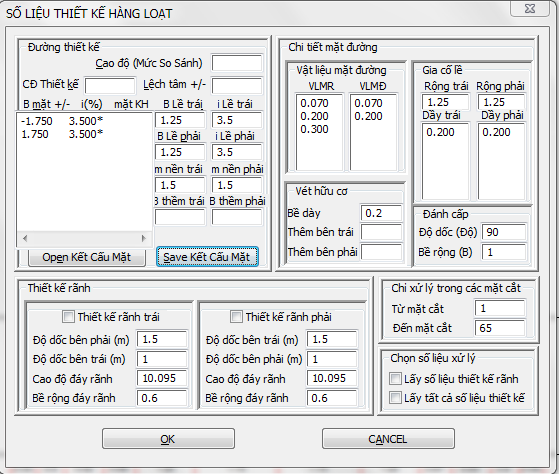 SỐ LIỆU THIẾT KẾ HÀNG LOẠT
Đường thiết kế
Cao độ (Mức So Sánh)
CĐ Thiết kế
Lệch tâm +/-
B mặt +/- i(%) mặt KH
-1.750 3.500*
1.750 3.500*
B Lề trái i Lề trái
1.25 3.5
B Lề phải i Lề phải
1.25 3.5
m nền trái m nền phải
1.5 1.5
B thềm trái B thềm phải
Open Kết Cấu Mặt
Save Kết Cấu Mặt
Chi tiết mặt đường
Vật liệu mặt đường
VLMR VLMĐ
0.070 0.070
0.200 0.200
0.300
Gia cố lề
Rộng trái Rộng phải
1.25 1.25
Dầy trái Dầy phải
0.200 0.200
Vét hữu cơ
Bề dày 0.2
Thêm bên trái
Thêm bên phải
Đánh cấp
Độ dốc (Độ) 90
Bề rộng (B) 1
Thiết kế rãnh
Thiết kế rãnh trái
Độ dốc bên phải (m) 1.5
Độ dốc bên trái (m) 1
Cao độ đáy rãnh 10.095
Bề rộng đáy rãnh 0.6
Thiết kế rãnh phải
Độ dốc bên phải (m) 1.5
Độ dốc bên trái (m) 1
Cao độ đáy rãnh 10.095
Bề rộng đáy rãnh 0.6
Chỉ xử lý trong các mặt cắt
Từ mặt cắt 1
Đến mặt cắt 65
Chọn số liệu xử lý
Lấy số liệu thiết kế rãnh
Lấy tất cả số liệu thiết kế
OK
CANCEL